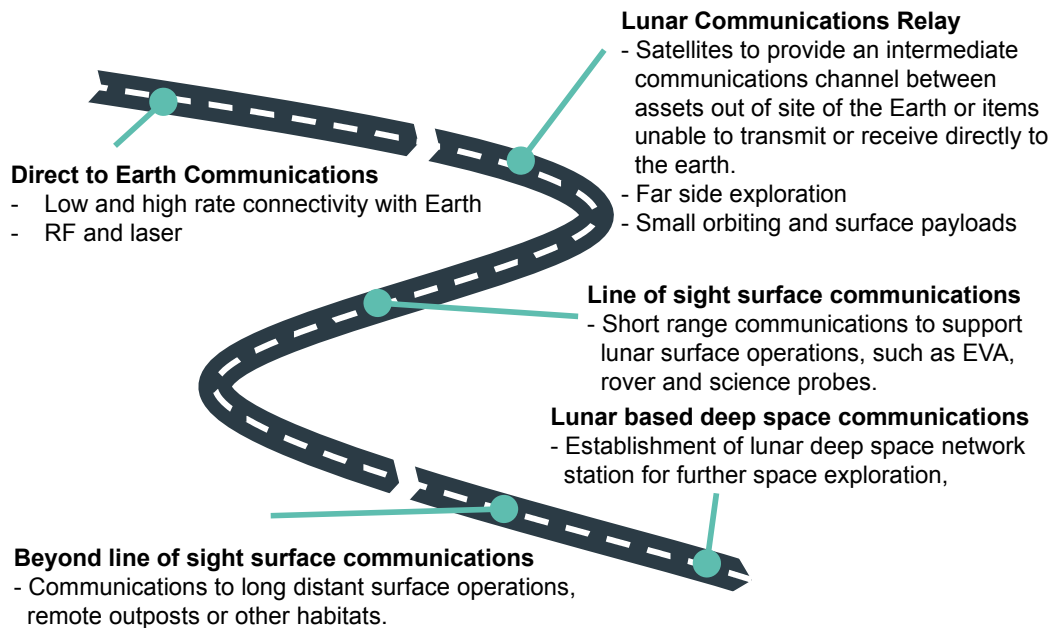 Lunar Communications Relay
- Satellites to provide an intermediate
communications channel between
assets out of site of the Earth or items
unable to transmit or receive directly to
the earth.
- Far side exploration
- Small orbiting and surface payloads
Direct to Earth Communications
- Low and high rate connectivity with Earth
- RF and laser
Line of sight surface communications
- Short range communications to support
lunar surface operations, such as EVA,
rover and science probes.
Lunar based deep space communications
- Establishment of lunar deep space network
station for further space exploration,
Beyond line of sight surface communications
- Communications to long distant surface operations,
remote outposts or other habitats.